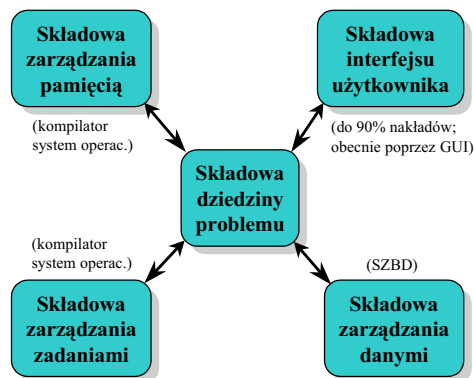 Składowa
zarządzania
pamięcią
Składowa
interfejsu
użytkownika
(kompilator
system operac.)
(do 90% nakładów;
obecnie poprzez GUI)
Składowa
dziedziny
problemu
(kompilator
system operac.)
(SZBD)
Składowa
zarządzania
zadaniami
Składowa
zarządzania
danymi